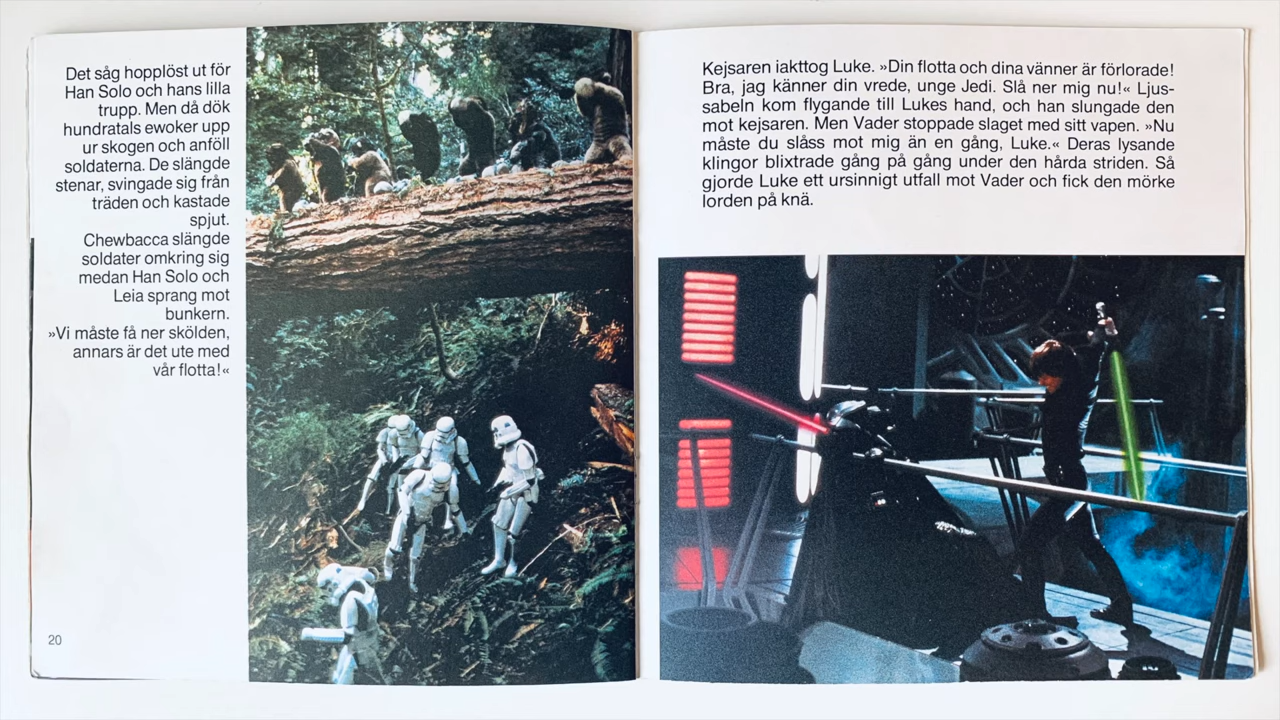 Det såg hopplöst ut för
Han Solo och hans lilla
trupp. Men då dök
hundratals ewoker upp
ur skogen och anföll
soldaterna. De slängde
stenar, svingade sig från
träden och kastade
spjut.
Chewbacca slängde
soldater omkring sig
medan Han Solo och
Leia sprang mot
bunkern.
»Vi måste få ner skölden,
annars är det ute med
vår flotta!«
20
Kejsaren iakttog Luke. »Din flotta och dina vänner är förlorade!
Bra, jag känner din vrede, unge Jedi. Slå ner mig nu!« Ljus-
sabeln kom flygande till Lukes hand, och han slungade den
mot kejsaren. Men Vader stoppade slaget med sitt vapen. »Nu
måste du slåss mot mig än en gång, Luke.« Deras lysande
klingor blixtrade gång på gång under den hårda striden. Så
gjorde Luke ett ursinnigt utfall mot Vader och fick den mörke
lorden på knä.